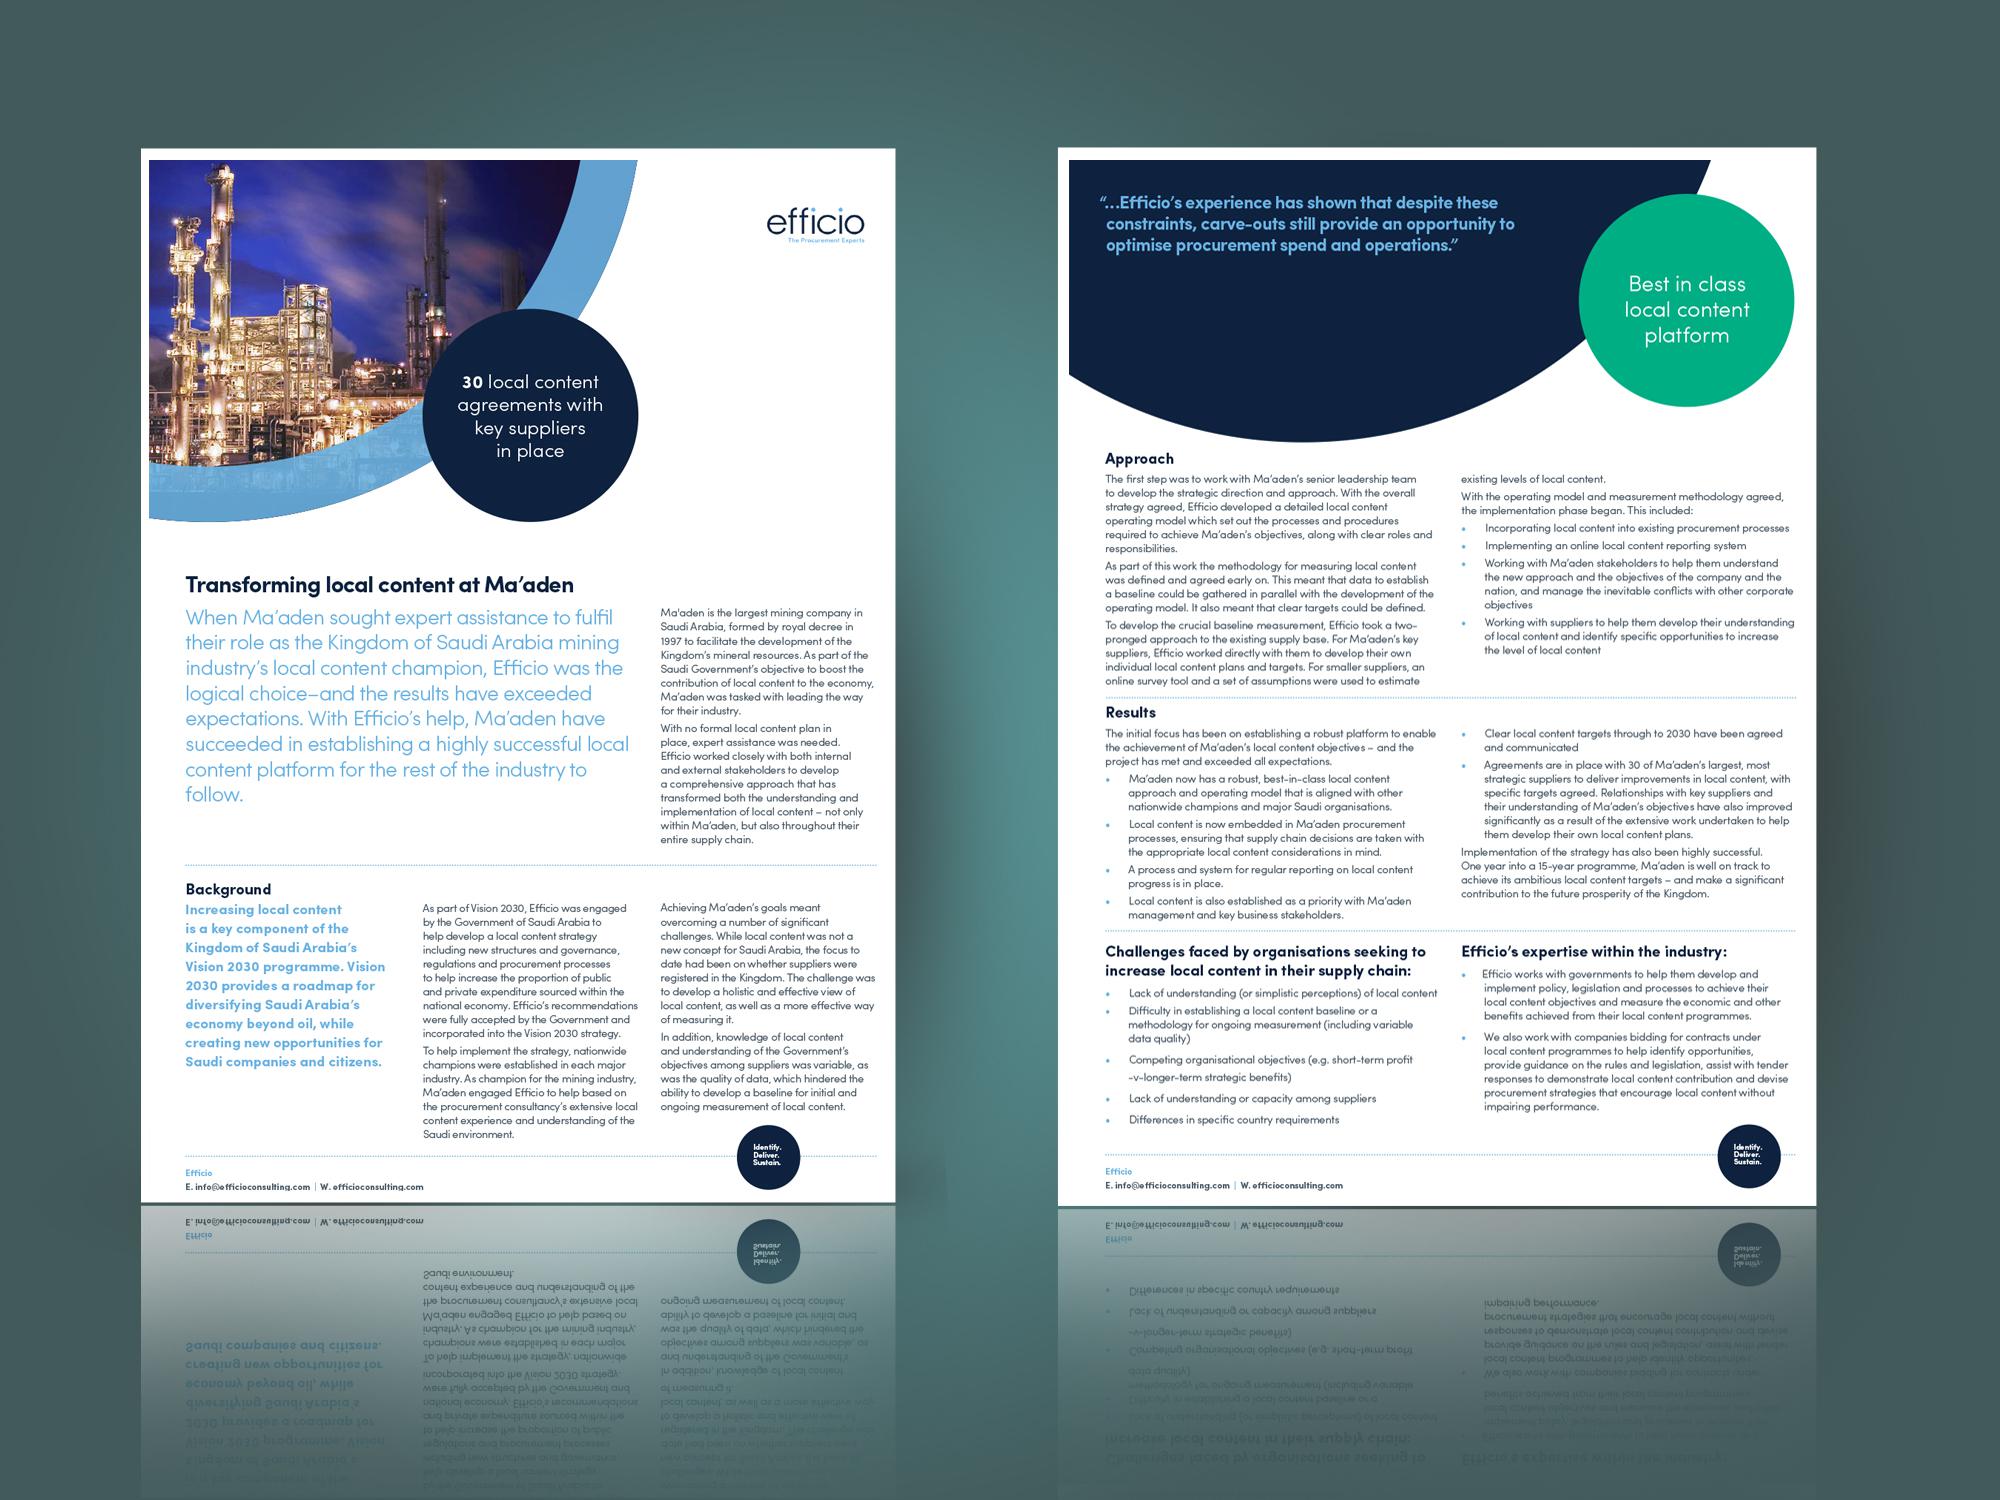 30 local content
agreements with
key suppliers
in place
efficio
The Procurement Experts
Transforming local content at Ma’aden
When Ma’aden sought expert assistance to fulfil
their role as the Kingdom of Saudi Arabia mining
industry’s local content champion, Efficio was the
logical choice–and the results have exceeded
expectations. With Efficio’s help, Ma’aden have
succeeded in establishing a highly successful local
content platform for the rest of the industry to
follow.
Ma'aden is the largest mining company in
Saudi Arabia, formed by royal decree in
1997 to facilitate the development of the
Kingdom’s mineral resources. As part of the
Saudi Government’s objective to boost the
contribution of local content to the economy,
Ma’aden was tasked with leading the way
for their industry.
With no formal local content plan in
place, expert assistance was needed.
Efficio worked closely with both internal
and external stakeholders to develop
a comprehensive approach that has
transformed both the understanding and
implementation of local content – not only
within Ma’aden, but also throughout their
entire supply chain.
Background
Increasing local content
is a key component of the
Kingdom of Saudi Arabia’s
Vision 2030 programme. Vision
2030 provides a roadmap for
diversifying Saudi Arabia’s
economy beyond oil, while
creating new opportunities for
Saudi companies and citizens.
As part of Vision 2030, Efficio was engaged
by the Government of Saudi Arabia to
help develop a local content strategy
including new structures and governance,
regulations and procurement processes
to help increase the proportion of public
and private expenditure sourced within the
national economy. Efficio’s recommendations
were fully accepted by the Government and
incorporated into the Vision 2030 strategy.
To help implement the strategy, nationwide
champions were established in each major
industry. As champion for the mining industry,
Ma’aden engaged Efficio to help based on
the procurement consultancy’s extensive local
content experience and understanding of the
Saudi environment.
Achieving Ma’aden’s goals meant
overcoming a number of significant
challenges. While local content was not a
new concept for Saudi Arabia, the focus to
date had been on whether suppliers were
registered in the Kingdom. The challenge was
to develop a holistic and effective view of
local content, as well as a more effective way
of measuring it.
In addition, knowledge of local content
and understanding of the Government’s
objectives among suppliers was variable, as
was the quality of data, which hindered the
ability to develop a baseline for initial and
ongoing measurement of local content.
Identify.
Deliver.
Sustain.
Efficio
E. info@efficioconsulting.com | W. efficioconsulting.com
“...Efficio’s experience has shown that despite these
constraints, carve-outs still provide an opportunity to
optimise procurement spend and operations.”
Best in class
local content
platform
Approach
The first step was to work with Ma’aden’s senior leadership team
to develop the strategic direction and approach. With the overall
strategy agreed, Efficio developed a detailed local content
operating model which set out the processes and procedures
required to achieve Ma’aden’s objectives, along with clear roles and
responsibilities.
As part of this work the methodology for measuring local content
was defined and agreed early on. This meant that data to establish
a baseline could be gathered in parallel with the development of the
operating model. It also meant that clear targets could be defined.
To develop the crucial baseline measurement, Efficio took a two-
pronged approach to the existing supply base. For Ma’aden’s key
suppliers, Efficio worked directly with them to develop their own
individual local content plans and targets. For smaller suppliers, an
online survey tool and a set of assumptions were used to estimate
existing levels of local content.
With the operating model and measurement methodology agreed,
the implementation phase began. This included:
• Incorporating local content into existing procurement processes
• Implementing an online local content reporting system
• Working with Ma’aden stakeholders to help them understand
the new approach and the objectives of the company and the
nation, and manage the inevitable conflicts with other corporate
objectives
• Working with suppliers to help them develop their understanding
of local content and identify specific opportunities to increase
the level of local content
Results
The initial focus has been on establishing a robust platform to enable
the achievement of Ma’aden’s local content objectives – and the
project has met and exceeded all expectations.
• Ma’aden now has a robust, best-in-class local content
approach and operating model that is aligned with other
nationwide champions and major Saudi organisations.
• Local content is now embedded in Ma’aden procurement
processes, ensuring that supply chain decisions are taken with
the appropriate local content considerations in mind.
• A process and system for regular reporting on local content
progress is in place.
• Local content is also established as a priority with Ma’aden
management and key business stakeholders.
• Clear local content targets through to 2030 have been agreed
and communicated
• Agreements are in place with 30 of Ma’aden’s largest, most
strategic suppliers to deliver improvements in local content, with
specific targets agreed. Relationships with key suppliers and
their understanding of Ma’aden’s objectives have also improved
significantly as a result of the extensive work undertaken to help
them develop their own local content plans.
Implementation of the strategy has also been highly successful.
One year into a 15-year programme, Ma’aden is well on track to
achieve its ambitious local content targets – and make a significant
contribution to the future prosperity of the Kingdom.
Challenges faced by organisations seeking to
increase local content in their supply chain:
• Lack of understanding (or simplistic perceptions) of local content
• Difficulty in establishing a local content baseline or a
methodology for ongoing measurement (including variable
data quality)
• Competing organisational objectives (e.g. short-term profit
-v-longer-term strategic benefits)
• Lack of understanding or capacity among suppliers
• Differences in specific country requirements
Efficio’s expertise within the industry:
• Efficio works with governments to help them develop and
implement policy, legislation and processes to achieve their
local content objectives and measure the economic and other
benefits achieved from their local content programmes.
• We also work with companies bidding for contracts under
local content programmes to help identify opportunities,
provide guidance on the rules and legislation, assist with tender
responses to demonstrate local content contribution and devise
procurement strategies that encourage local content without
impairing performance.
Identify.
Deliver.
Sustain.
Efficio
E. info@efficioconsulting.com | W. efficioconsulting.com